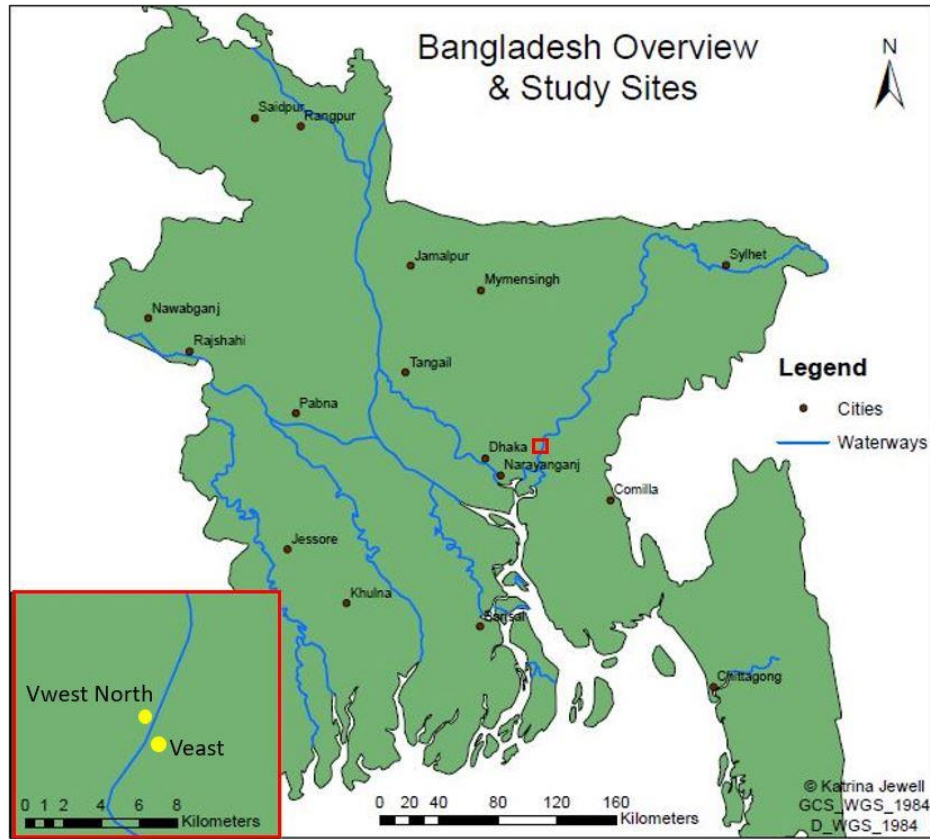 Bangladesh Overview
& Study Sites
N
Saidpur
Rangpur
Jamalpur
Mymensingh
Sylhet
Nawabganj
Rajshahi
Tangail
Pabna
Legend
Cities
Waterways
Dhaka
Narayanganj
Comilla
Jessore
Khulna
Barisal
Chittagong
Vwest North
Veast
0 1 2 4 6 8
Kilometers
0 20 40 80 120 160
Kilometers
© Katrina Jewell
GCS_WGS_1984
D_WGS_1984